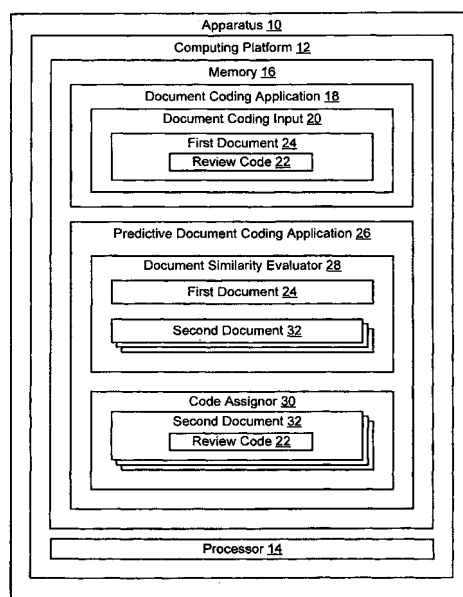 Apparatus 10
Computing Platform 12
Memory 16
Document Coding Application 18
Document Coding Input 20
First Document 24
Review Code 22
Predictive Document Coding Application 26
Document Similarity Evaluator 28
First Document 24
Second Document 32
Code Assignor 30
Second Document 32
Review Code 22
Processor 14